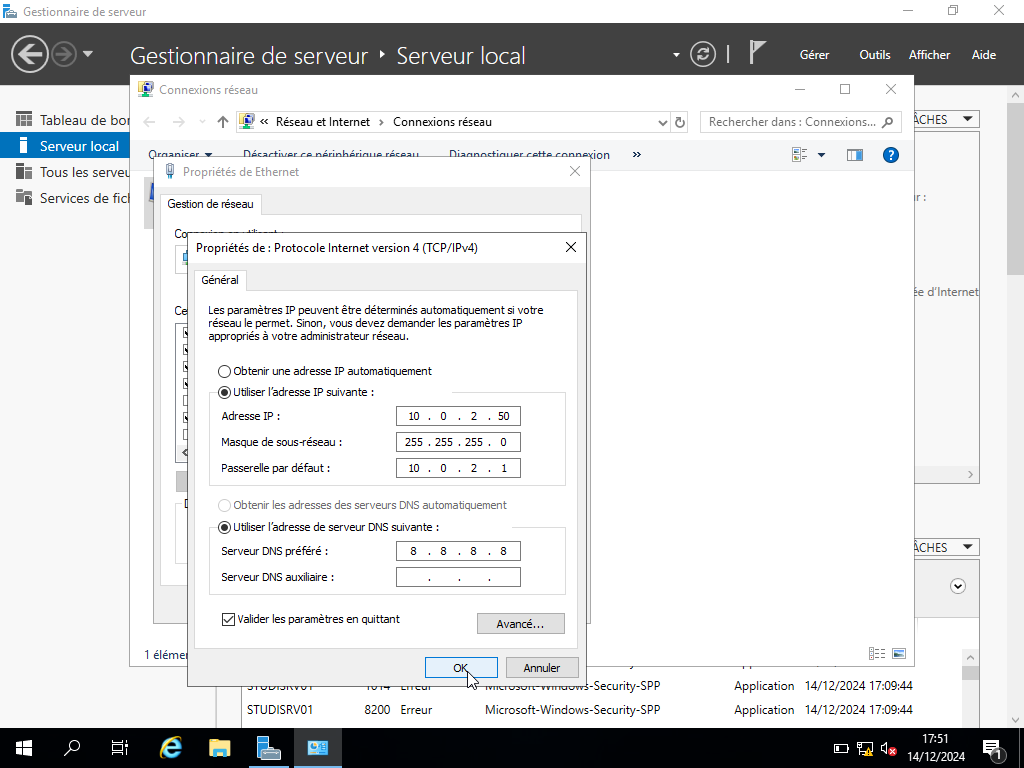 Gestionnaire de serveur
Gestionnaire de serveur ‣ Serveur local
Gérer Outils Afficher Aide
Connexions réseau
« Réseau et Internet > Connexions réseau
Rechercher dans : Connexions...
Organiser Désactiver ce périphérique réseau Diagnostiquer cette connexion »
Tableau de bor
Serveur local
Tous les serveu
Services de fich
ÂCHES
Propriétés de Ethernet
Gestion de réseau
Propriétés de : Protocole Internet version 4 (TCP/IPv4)
Général
Les paramètres IP peuvent être déterminés automatiquement si votre
réseau le permet. Sinon, vous devez demander les paramètres IP
appropriés à votre administrateur réseau.
Obtenir une adresse IP automatiquement
Utiliser l'adresse IP suivante :
Adresse IP : 10 . 0 . 2 . 50
Masque de sous-réseau : 255 . 255 . 255 . 0
Passerelle par défaut : 10 . 0 . 2 . 1
Obtenir les adresses des serveurs DNS automatiquement
Utiliser l'adresse de serveur DNS suivante :
Serveur DNS préféré : 8 . 8 . 8 . 8
Serveur DNS auxiliaire : . . .
Valider les paramètres en quittant
Avancé...
OK Annuler
ée d'Internet
ÂCHES
1 élémen
STUDISRV01 1014 Erreur Microsoft-Windows-Security-SPP Application 14/12/2024 17:09:44
STUDISRV01 8200 Erreur Microsoft-Windows-Security-SPP Application 14/12/2024 17:09:44
17:51
14/12/2024
1